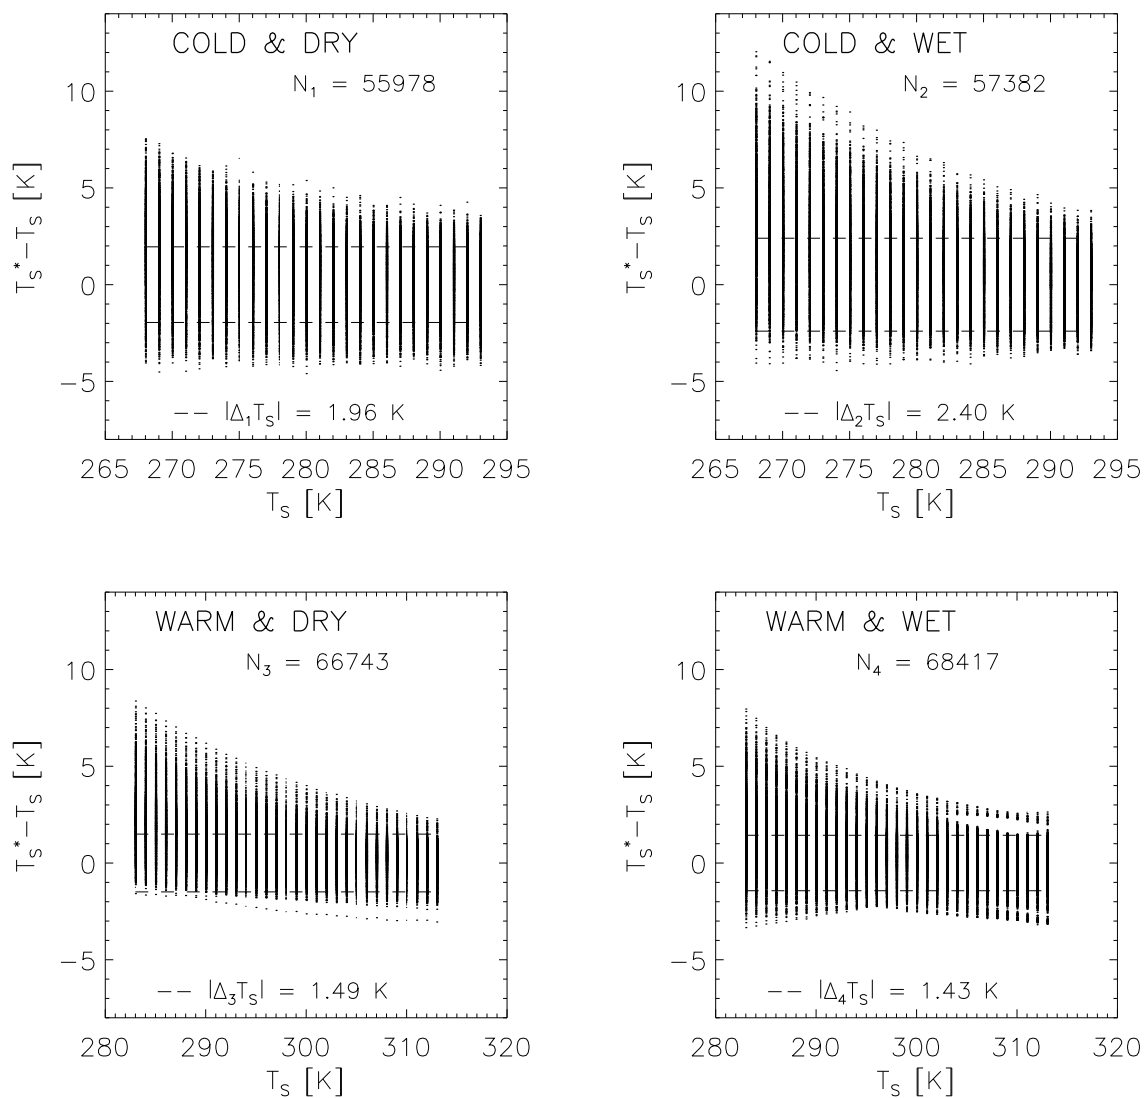 COLD & DRY
N1 = 55978
10
5
0
−5
TS*−TS [K]
−− |Δ1TS| = 1.96 K
265 270 275 280 285 290 295
TS [K]
COLD & WET
N2 = 57382
10
5
0
−5
TS*−TS [K]
−− |Δ2TS| = 2.40 K
265 270 275 280 285 290 295
TS [K]
WARM & DRY
N3 = 66743
10
5
0
−5
TS*−TS [K]
−− |Δ3TS| = 1.49 K
280 290 300 310 320
TS [K]
WARM & WET
N4 = 68417
10
5
0
−5
TS*−TS [K]
−− |Δ4TS| = 1.43 K
280 290 300 310 320
TS [K]